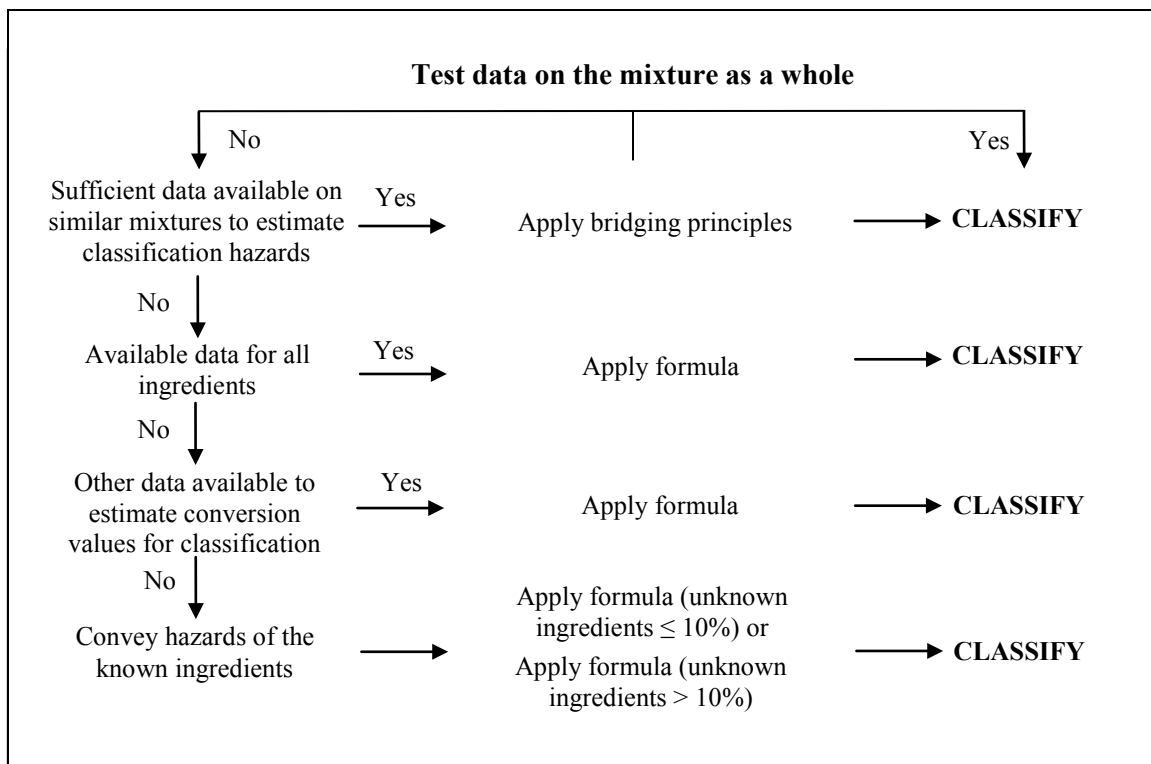 Test data on the mixture as a whole
No
Yes
Sufficient data available on
similar mixtures to estimate
classification hazards
Yes
Apply bridging principles
CLASSIFY
No
Available data for all
ingredients
Yes
Apply formula
CLASSIFY
No
Other data available to
estimate conversion
values for classification
Yes
Apply formula
CLASSIFY
No
Convey hazards of the
known ingredients
Apply formula (unknown
ingredients ≤ 10%) or
Apply formula (unknown
ingredients > 10%)
CLASSIFY